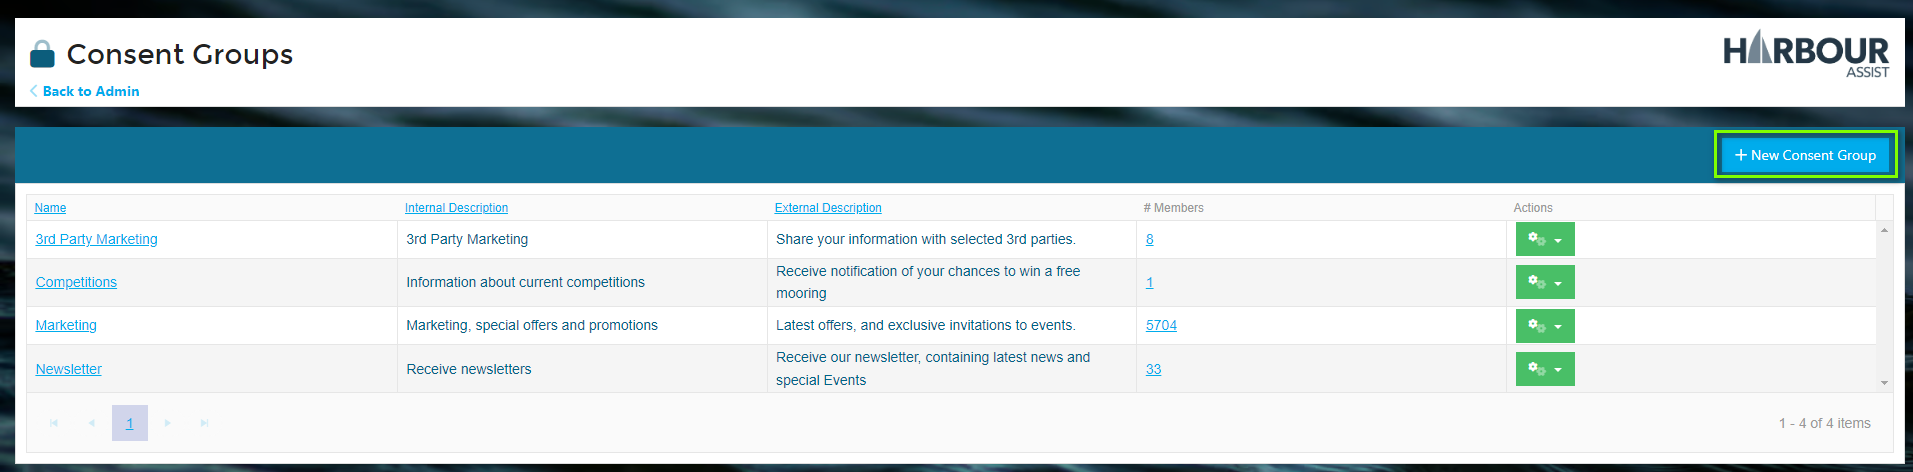 Consent Groups
HARBOUR
ASSIST
Back to Admin
+ New Consent Group
Name Internal Description External Description # Members Actions
3rd Party Marketing 3rd Party Marketing Share your information with selected 3rd parties. 8
Competitions Information about current competitions Receive notification of your chances to win a free
mooring 1
Marketing Marketing, special offers and promotions Latest offers, and exclusive invitations to events. 5704
Newsletter Receive newsletters Receive our newsletter, containing latest news and
special Events 33
1 1 - 4 of 4 items